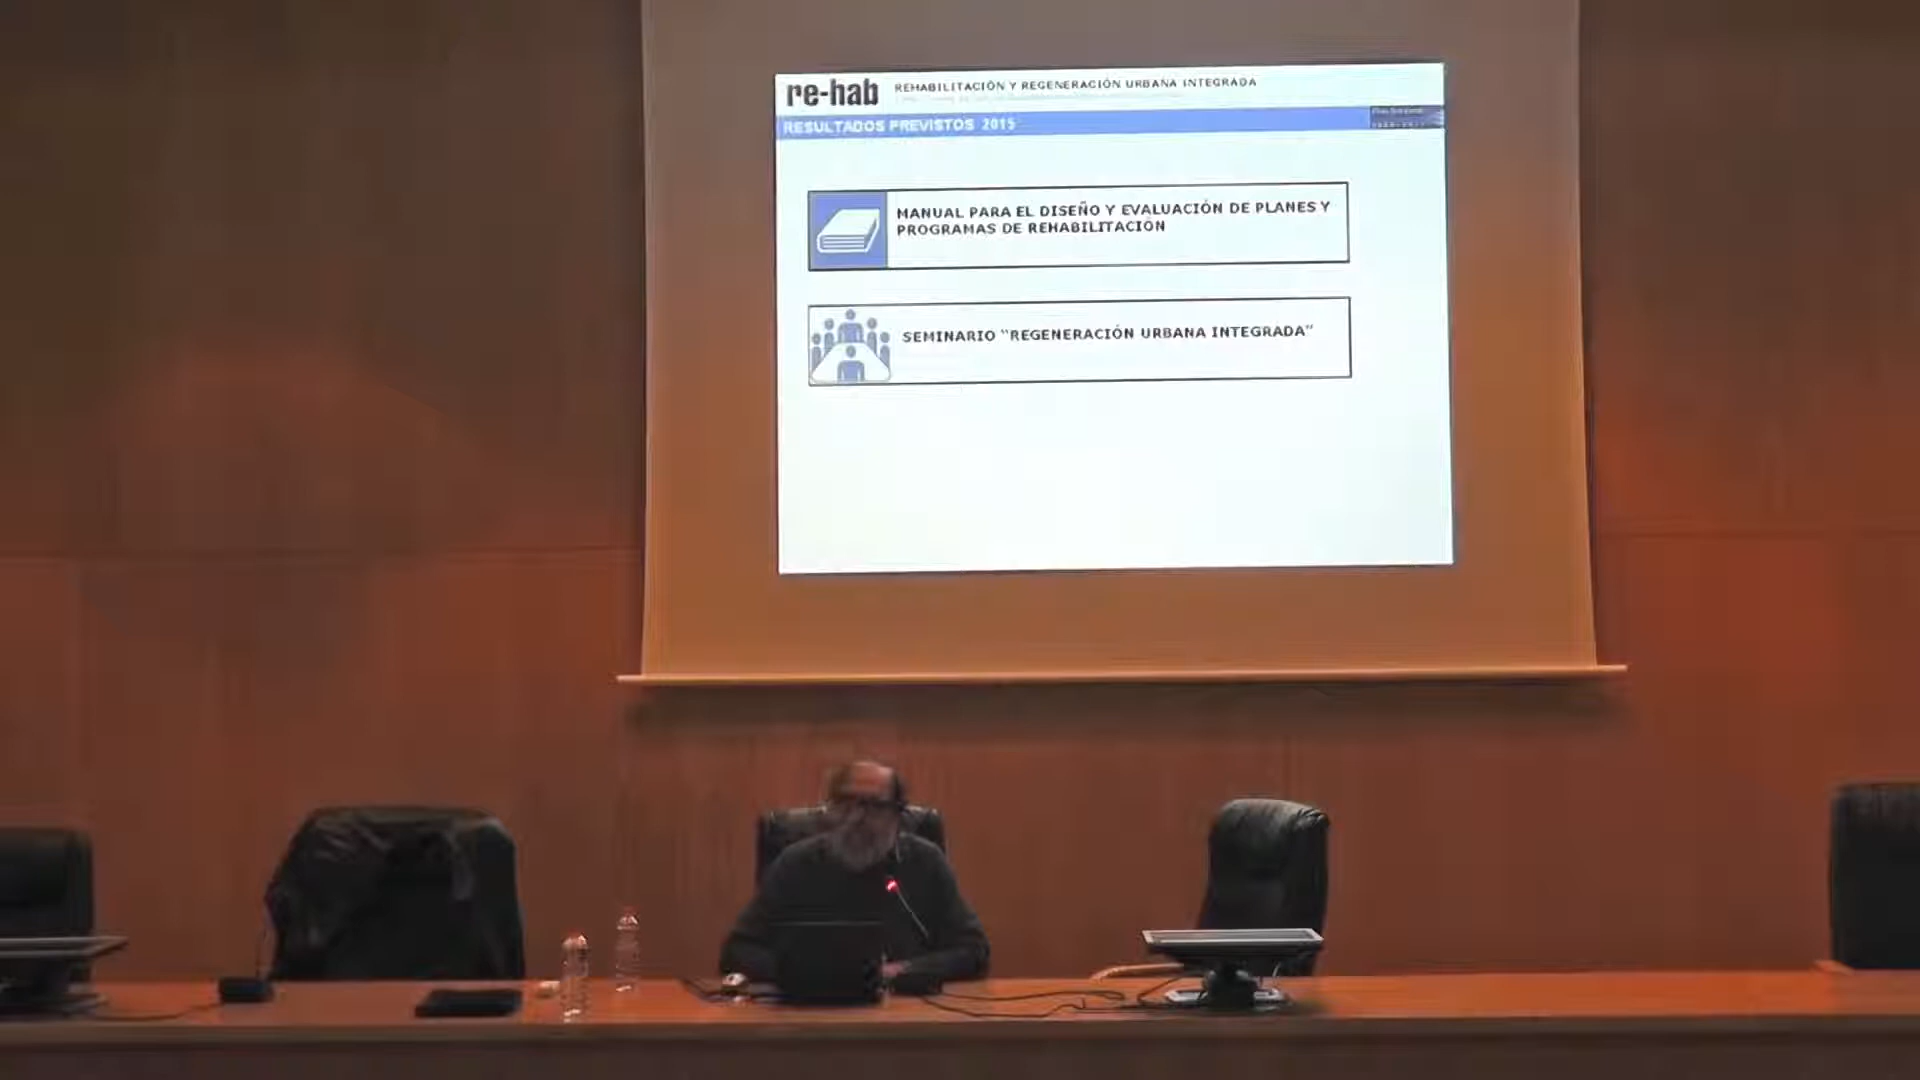 re-hab
REHABILITACIÓN Y REGENERACIÓN URBANA INTEGRADA
RESULTADOS PREVISTOS 2015
MANUAL PARA EL DISEÑO Y EVALUACIÓN DE PLANES Y
PROGRAMAS DE REHABILITACIÓN
SEMINARIO "REGENERACIÓN URBANA INTEGRADA"